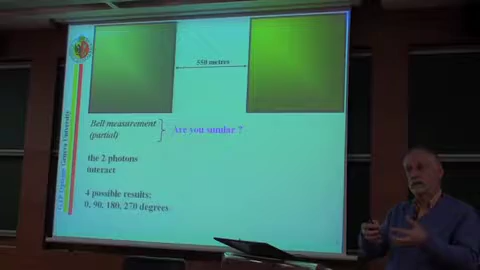 550 metres
Bell measurement
(partial)
Are you similar ?
the 2 photons
interact
4 possible results:
0, 90, 180, 270 degrees
Geneva University